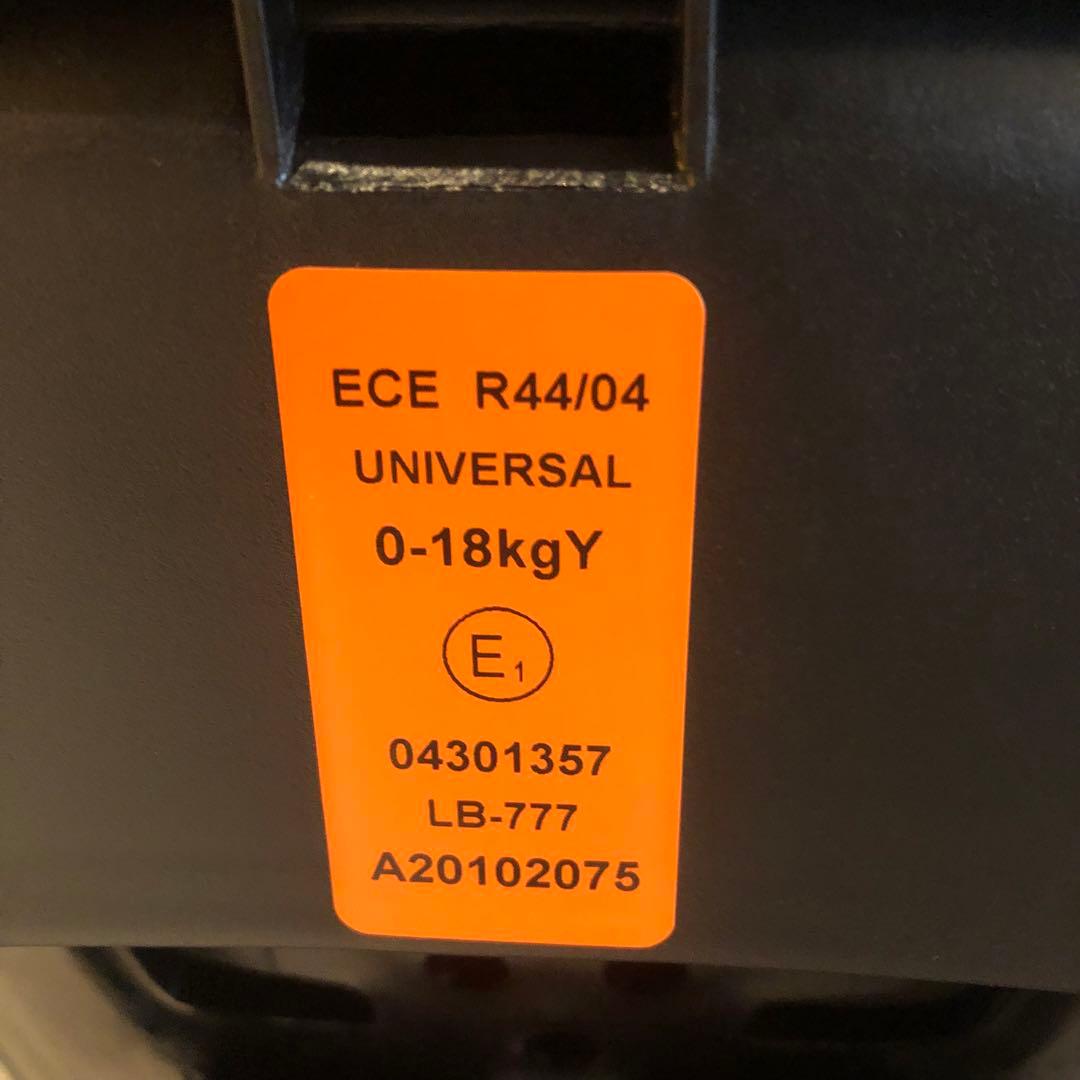 ECE R44/04
UNIVERSAL
0-18kgY
E1
04301357
LB-777
A20102075